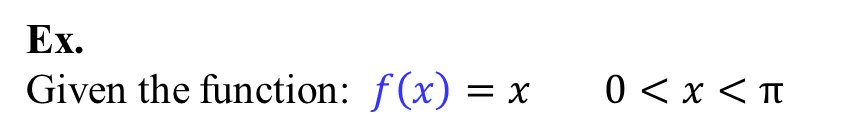 Ex.
Given the function: f(x) = x 0 < x < π